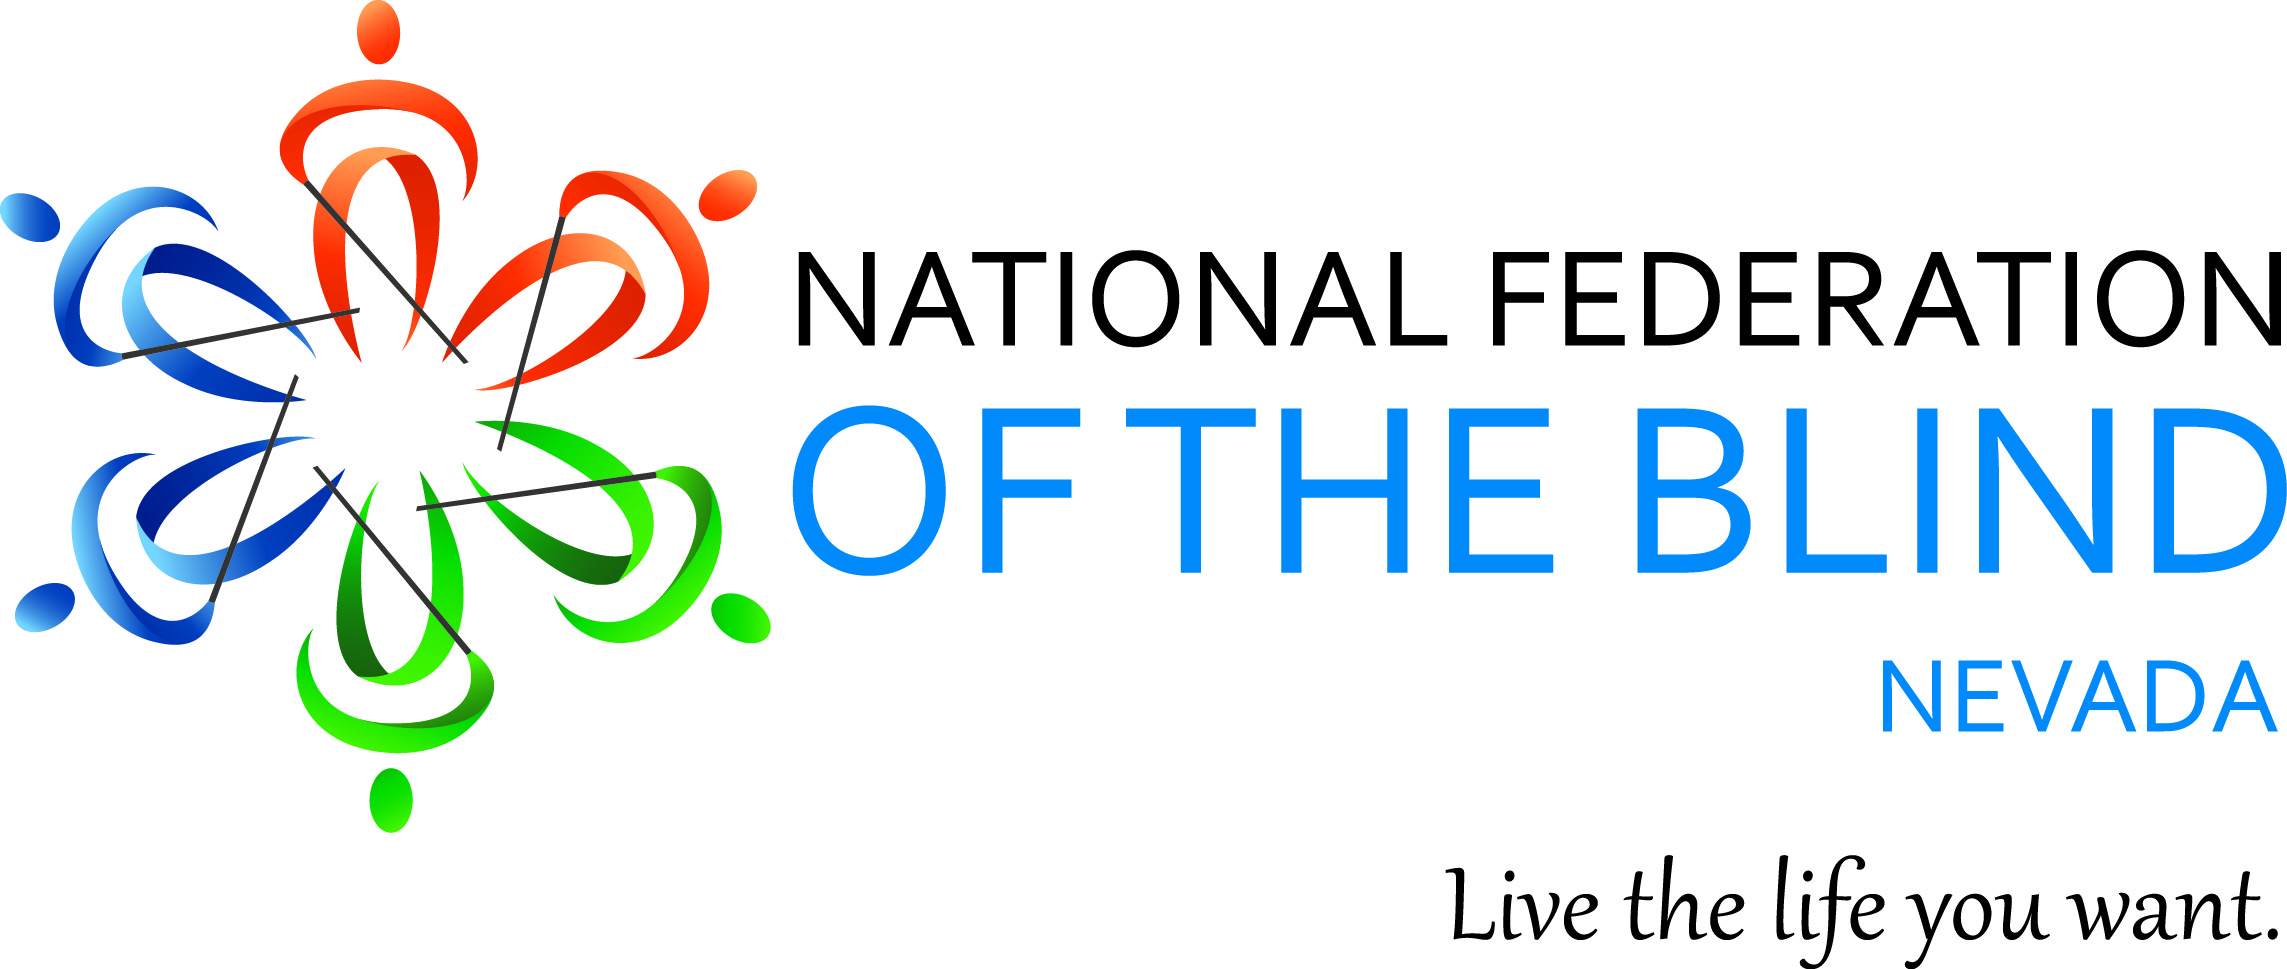 NATIONAL FEDERATION
OF THE BLIND
NEVADA
Live the life you want.